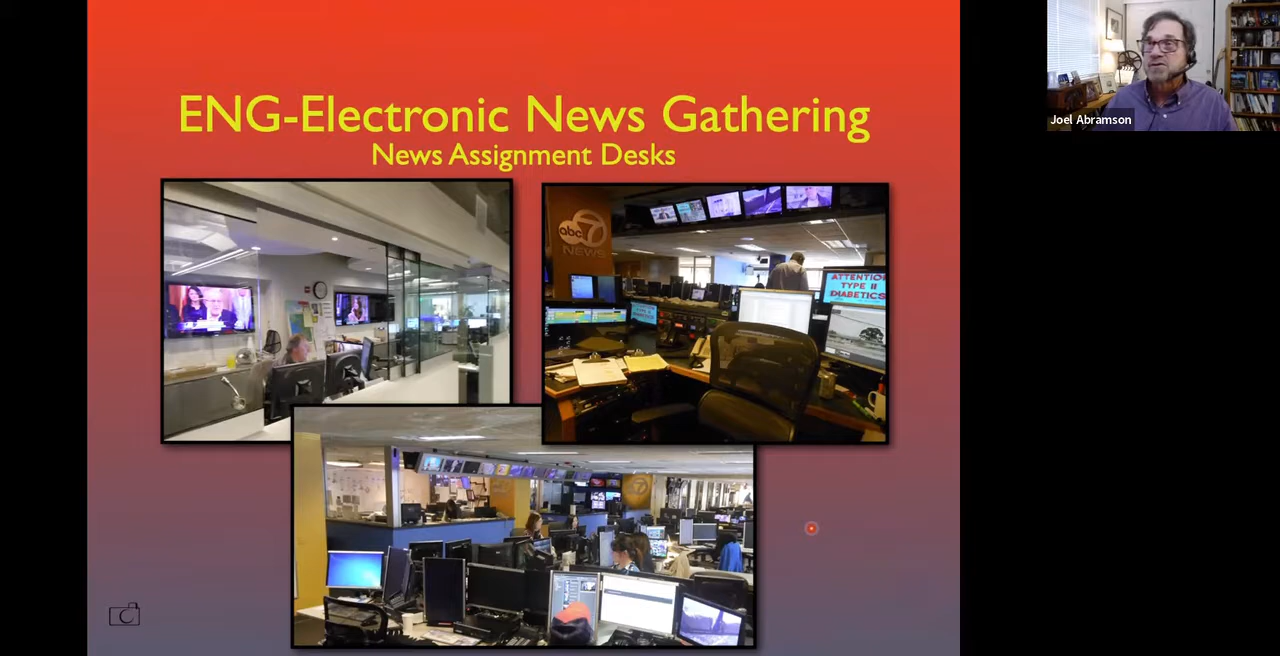 ENG-Electronic News Gathering
News Assignment Desks
Joel Abramson
abc 7
NEWS
ATTENTION
TYPE II
DIABETICS